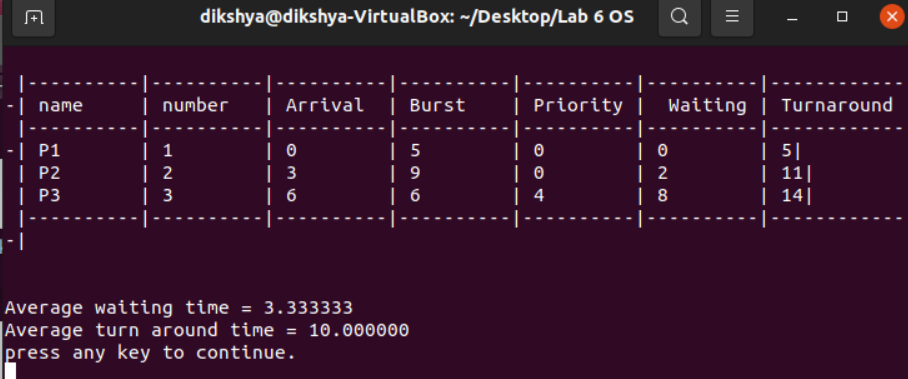 dikshya@dikshya-VirtualBox: ~/Desktop/Lab 6 OS
|----------|----------|----------|----------|----------|----------|------------
-| name | number | Arrival | Burst | Priority | Waiting | Turnaround
|----------|----------|----------|----------|----------|----------|------------
-| P1 | 1 | 0 | 5 | 0 | 0 | 5|
| P2 | 2 | 3 | 9 | 0 | 2 | 11|
| P3 | 3 | 6 | 6 | 4 | 8 | 14|
|----------|----------|----------|----------|----------|----------|------------
-|
Average waiting time = 3.333333
Average turn around time = 10.000000
press any key to continue.